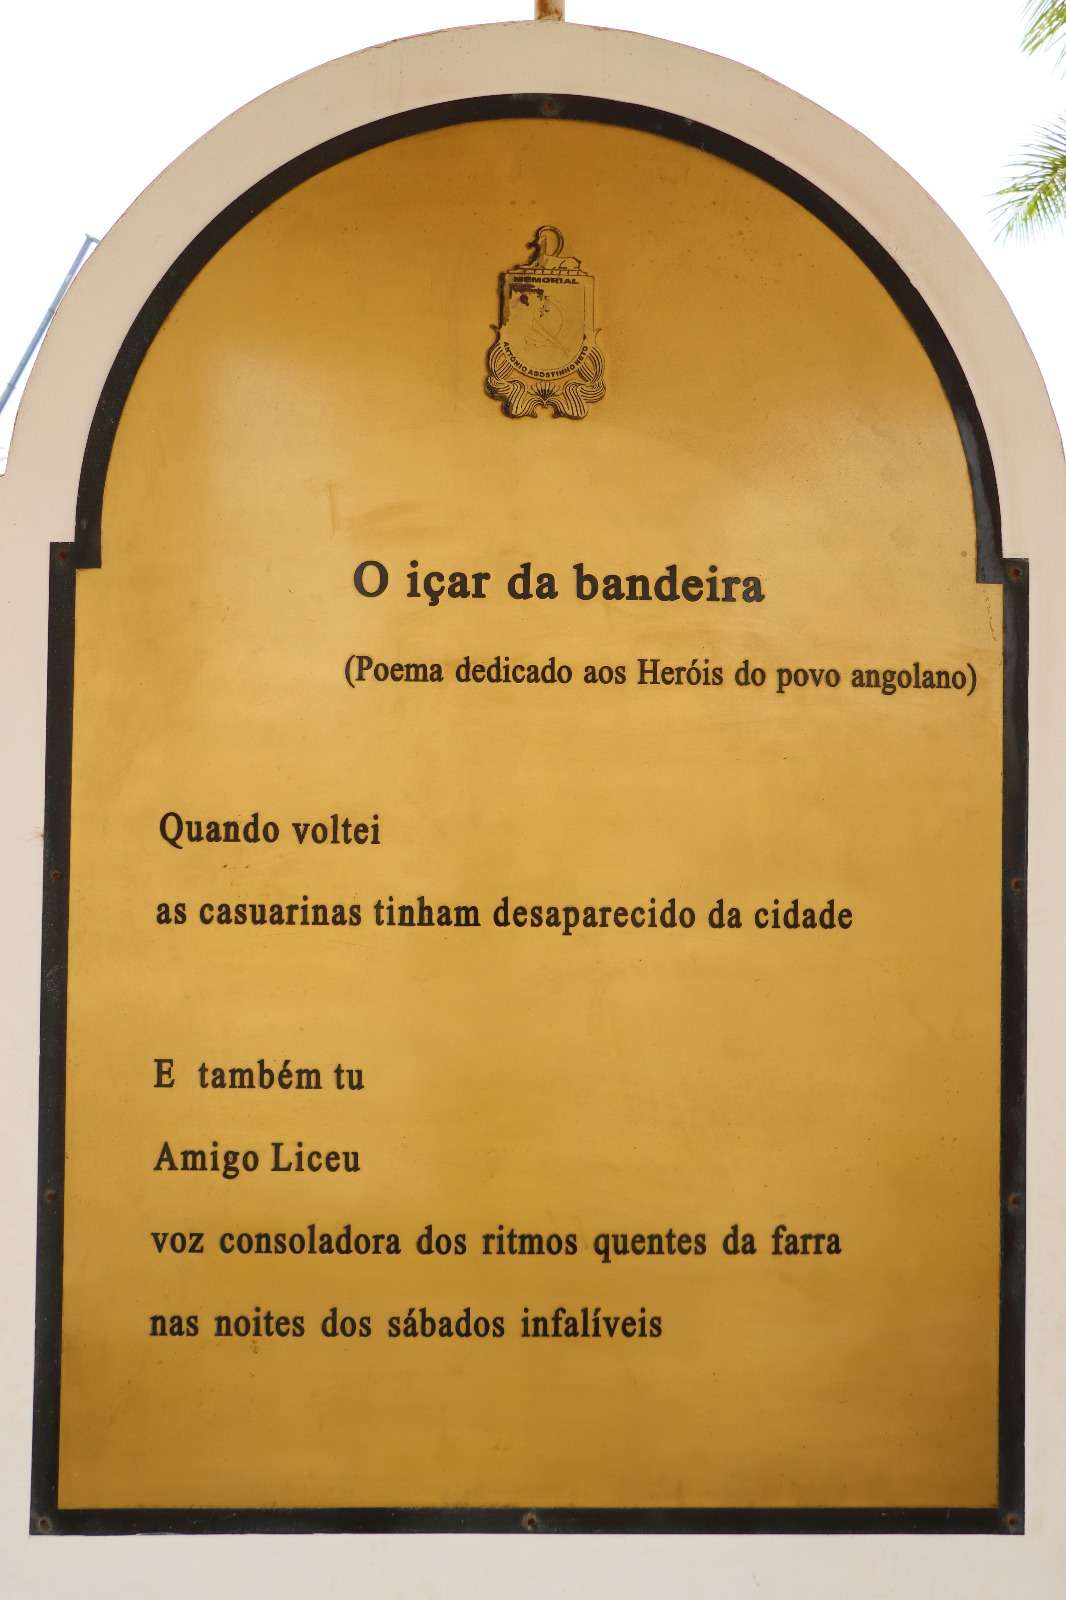 MEMORIAL
ANTÓNIO AGOSTINHO NETO
O içar da bandeira
(Poema dedicado aos Heróis do povo angolano)
Quando voltei
as casuarinas tinham desaparecido da cidade
E também tu
Amigo Liceu
voz consoladora dos ritmos quentes da farra
nas noites dos sábados infalíveis